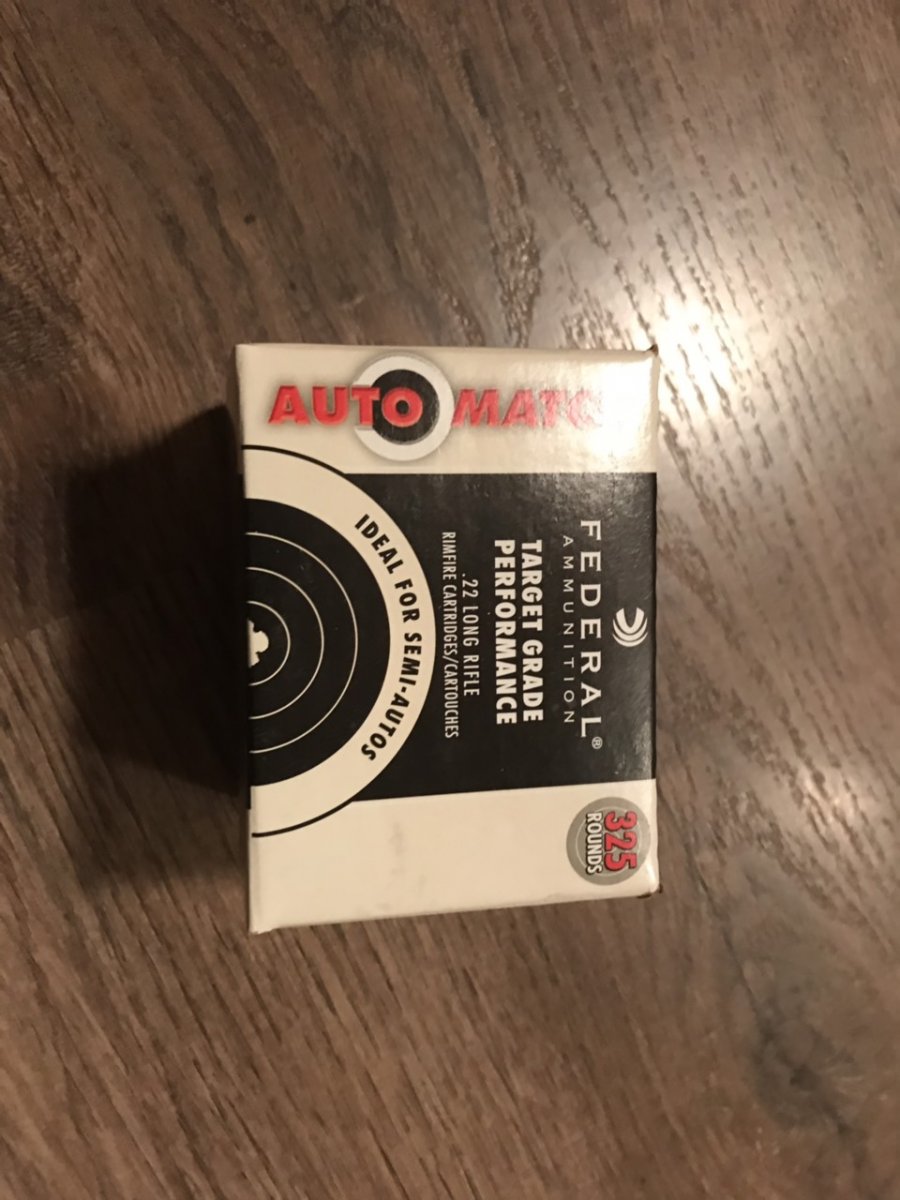 AUTO MATC
FEDERAL®
AMMUNITION
TARGET GRADE
PERFORMANCE
.22 LONG RIFLE
RIMFIRE CARTRIDGES/CARTOUCHES
IDEAL FOR SEMI-AUTOS
325
ROUNDS